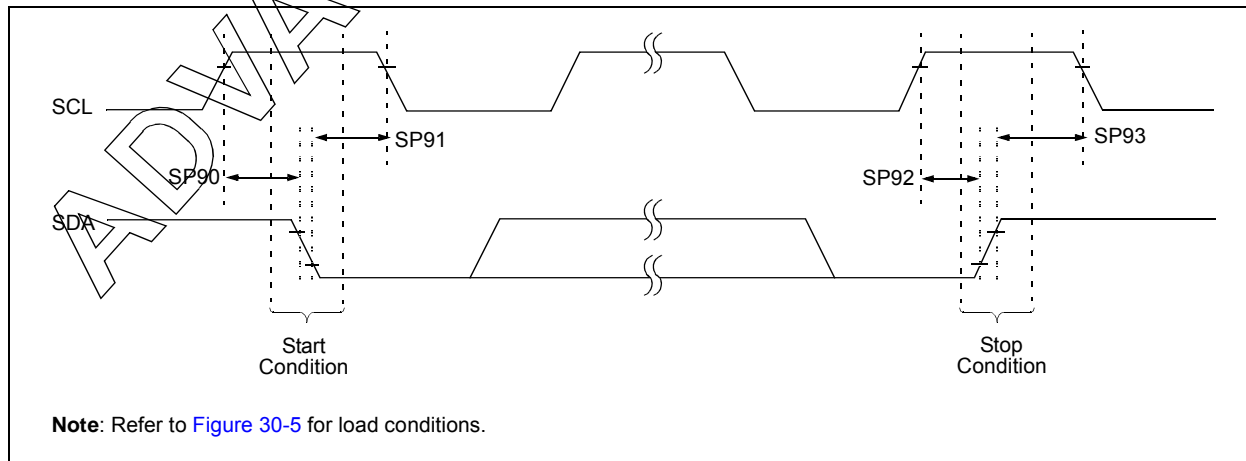 ADVA
SCL
SP91
SP93
SP90
SP92
SDA
Start
Condition
Stop
Condition
Note: Refer to Figure 30-5 for load conditions.